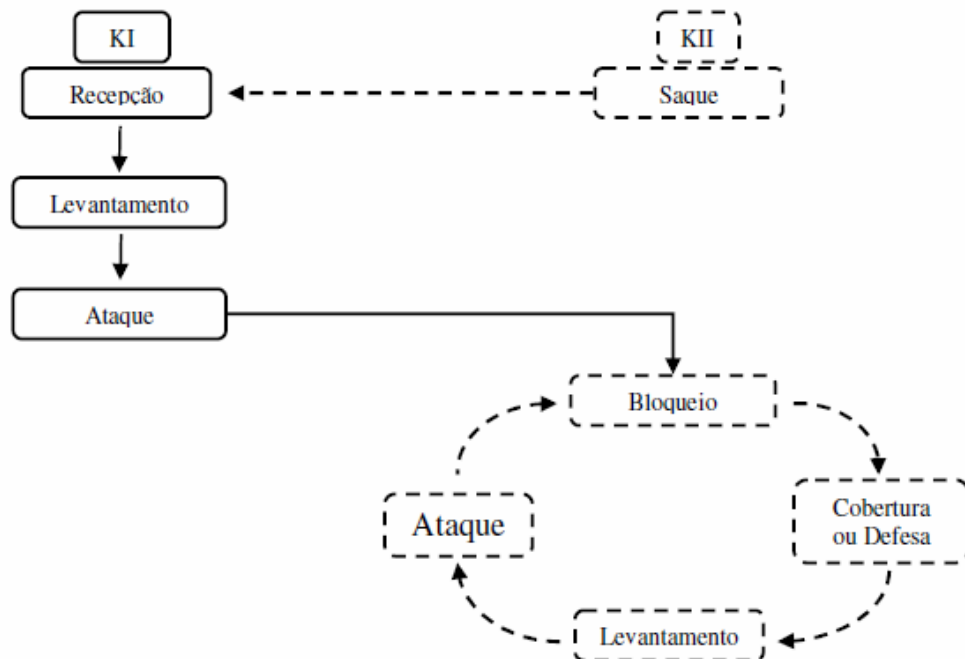 KI
KII
Recepção
Saque
Levantamento
Ataque
Bloqueio
Ataque
Cobertura
ou Defesa
Levantamento